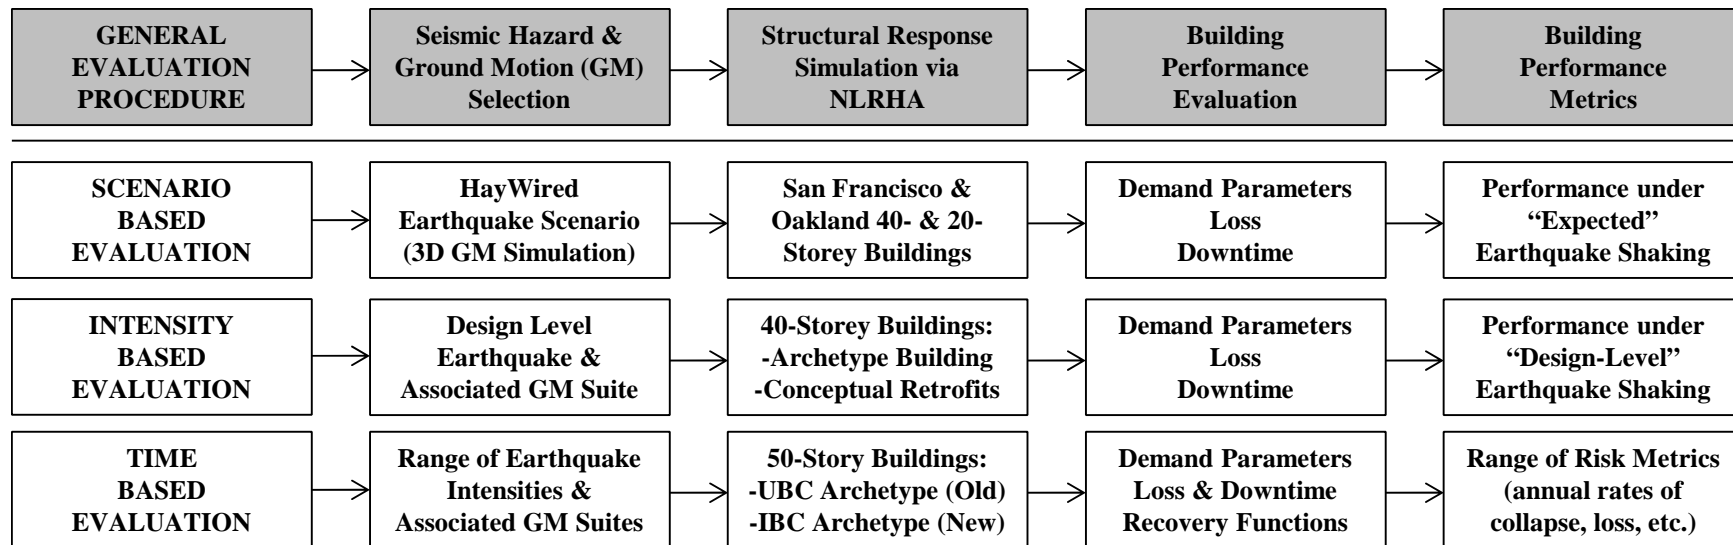 GENERAL
EVALUATION
PROCEDURE
Seismic Hazard &
Ground Motion (GM)
Selection
Structural Response
Simulation via
NLRHA
Building
Performance
Evaluation
Building
Performance
Metrics
SCENARIO
BASED
EVALUATION
HayWired
Earthquake Scenario
(3D GM Simulation)
San Francisco &
Oakland 40- & 20-
Storey Buildings
Demand Parameters
Loss
Downtime
Performance under
“Expected”
Earthquake Shaking
INTENSITY
BASED
EVALUATION
Design Level
Earthquake &
Associated GM Suite
40-Storey Buildings:
-Archetype Building
-Conceptual Retrofits
Demand Parameters
Loss
Downtime
Performance under
“Design-Level”
Earthquake Shaking
TIME
BASED
EVALUATION
Range of Earthquake
Intensities &
Associated GM Suites
50-Story Buildings:
-UBC Archetype (Old)
-IBC Archetype (New)
Demand Parameters
Loss & Downtime
Recovery Functions
Range of Risk Metrics
(annual rates of
collapse, loss, etc.)